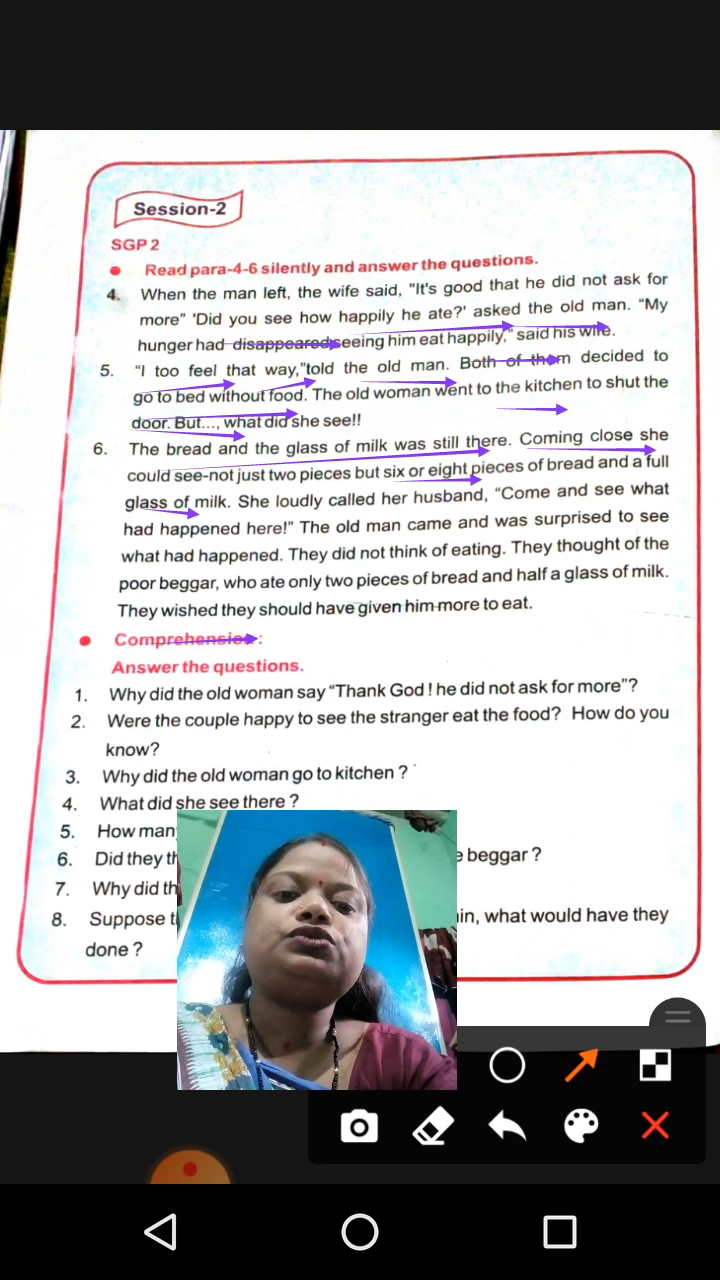 Session-2
SGP 2
● Read para-4-6 silently and answer the questions.
4. When the man left, the wife said, "It's good that he did not ask for
more" 'Did you see how happily he ate?' asked the old man. "My
hunger had disappeared seeing him eat happily," said his wife.
5. "I too feel that way,"told the old man. Both of them decided to
go to bed without food. The old woman went to the kitchen to shut the
door. But..., what did she see!!
6. The bread and the glass of milk was still there. Coming close she
could see-not just two pieces but six or eight pieces of bread and a full
glass of milk. She loudly called her husband, "Come and see what
had happened here!" The old man came and was surprised to see
what had happened. They did not think of eating. They thought of the
poor beggar, who ate only two pieces of bread and half a glass of milk.
They wished they should have given him more to eat.
● Comprehension:
Answer the questions.
1. Why did the old woman say "Thank God ! he did not ask for more"?
2. Were the couple happy to see the stranger eat the food? How do you
know?
3. Why did the old woman go to kitchen ?
4. What did she see there ?
5. How
6. Did they beggar ?
7. Why did
8. Suppose what would have they
done ?